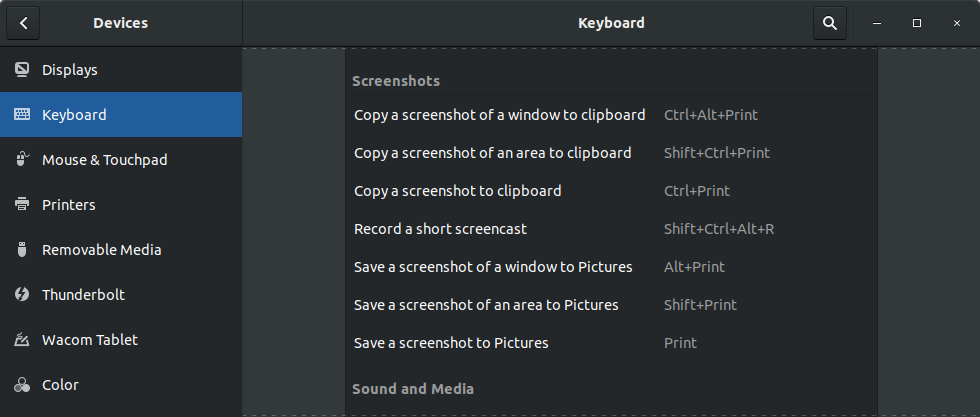 Devices
Keyboard
Displays
Keyboard
Mouse & Touchpad
Printers
Removable Media
Thunderbolt
Wacom Tablet
Color
Screenshots
Copy a screenshot of a window to clipboard Ctrl+Alt+Print
Copy a screenshot of an area to clipboard Shift+Ctrl+Print
Copy a screenshot to clipboard Ctrl+Print
Record a short screencast Shift+Ctrl+Alt+R
Save a screenshot of a window to Pictures Alt+Print
Save a screenshot of an area to Pictures Shift+Print
Save a screenshot to Pictures Print
Sound and Media